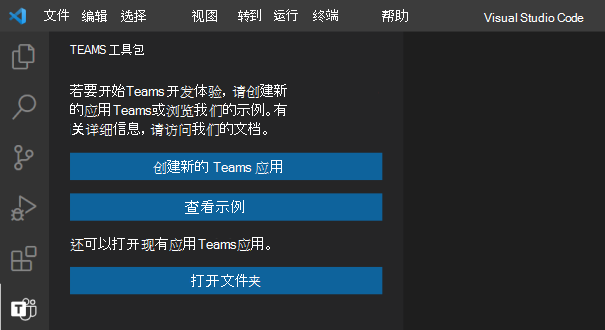 文件 编辑 选择 视图 转到 运行 终端 帮助 Visual Studio Code
TEAMS 工具包
若要开始Teams开发体验，请创建新
的应用Teams或浏览我们的示例。有
关详细信息，请访问我们的文档。
创建新的 Teams 应用
查看示例
还可以打开现有应用Teams应用。
打开文件夹